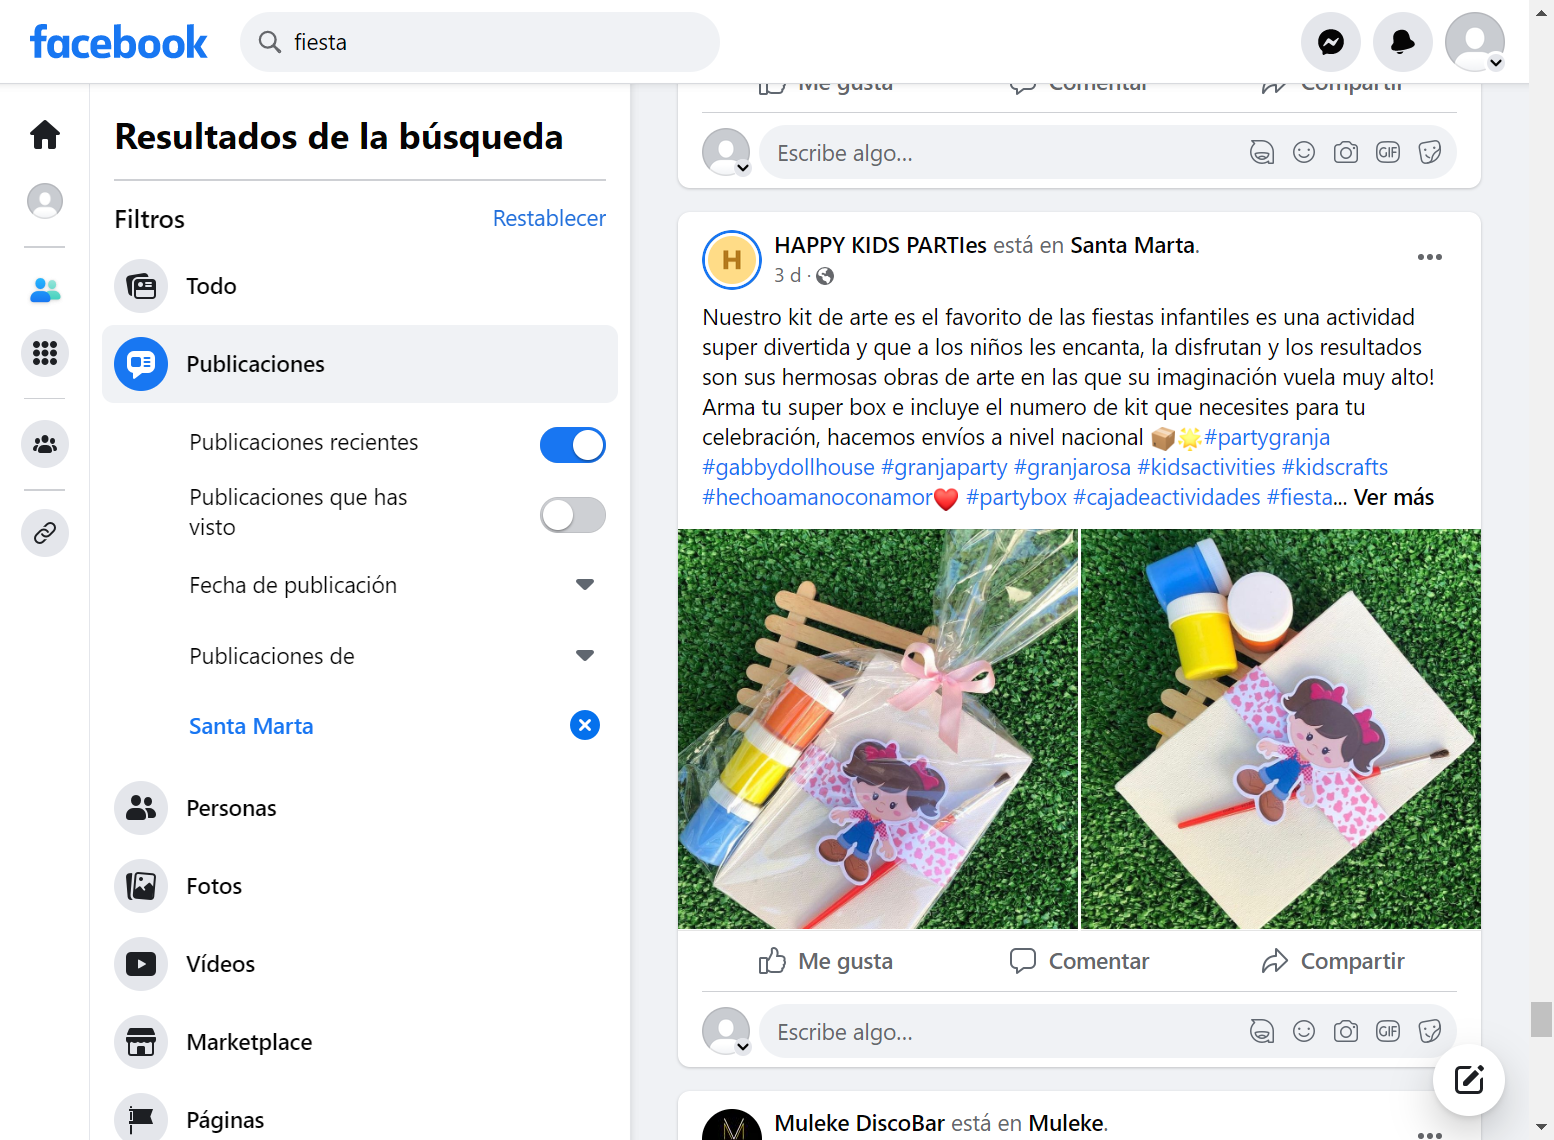 facebook
fiesta
Resultados de la búsqueda
Filtros
Restablecer
Todo
Publicaciones
Publicaciones recientes
Publicaciones que has
visto
Fecha de publicación
Publicaciones de
Santa Marta
Personas
Fotos
Vídeos
Marketplace
Páginas
Me gusta
Comentar
Compartir
Escribe algo...
GIF
H
HAPPY KIDS PARTIes está en Santa Marta.
3 d ·
Nuestro kit de arte es el favorito de las fiestas infantiles es una actividad
super divertida y que a los niños les encanta, la disfrutan y los resultados
son sus hermosas obras de arte en las que su imaginación vuela muy alto!
Arma tu super box e incluye el numero de kit que necesites para tu
celebración, hacemos envíos a nivel nacional 📦🌟#partygranja
#gabbydollhouse #granjaparty #granjarosa #kidsactivities #kidscrafts
#hechoamanoconamor❤️ #partybox #cajadeactividades #fiesta... Ver más
Me gusta
Comentar
Compartir
Escribe algo...
GIF
Muleke DiscoBar está en Muleke.